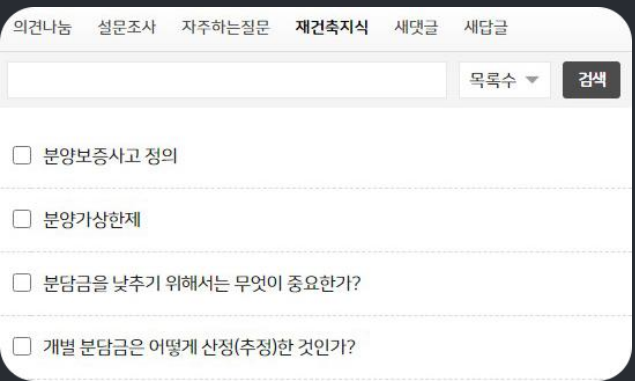 의견나눔 설문조사 자주하는질문 재건축지식 새댓글 새답글
목록수 검색
분양보증사고 정의
분양가상한제
분담금을 낮추기 위해서는 무엇이 중요한가?
개별 분담금은 어떻게 산정(추정)한 것인가?